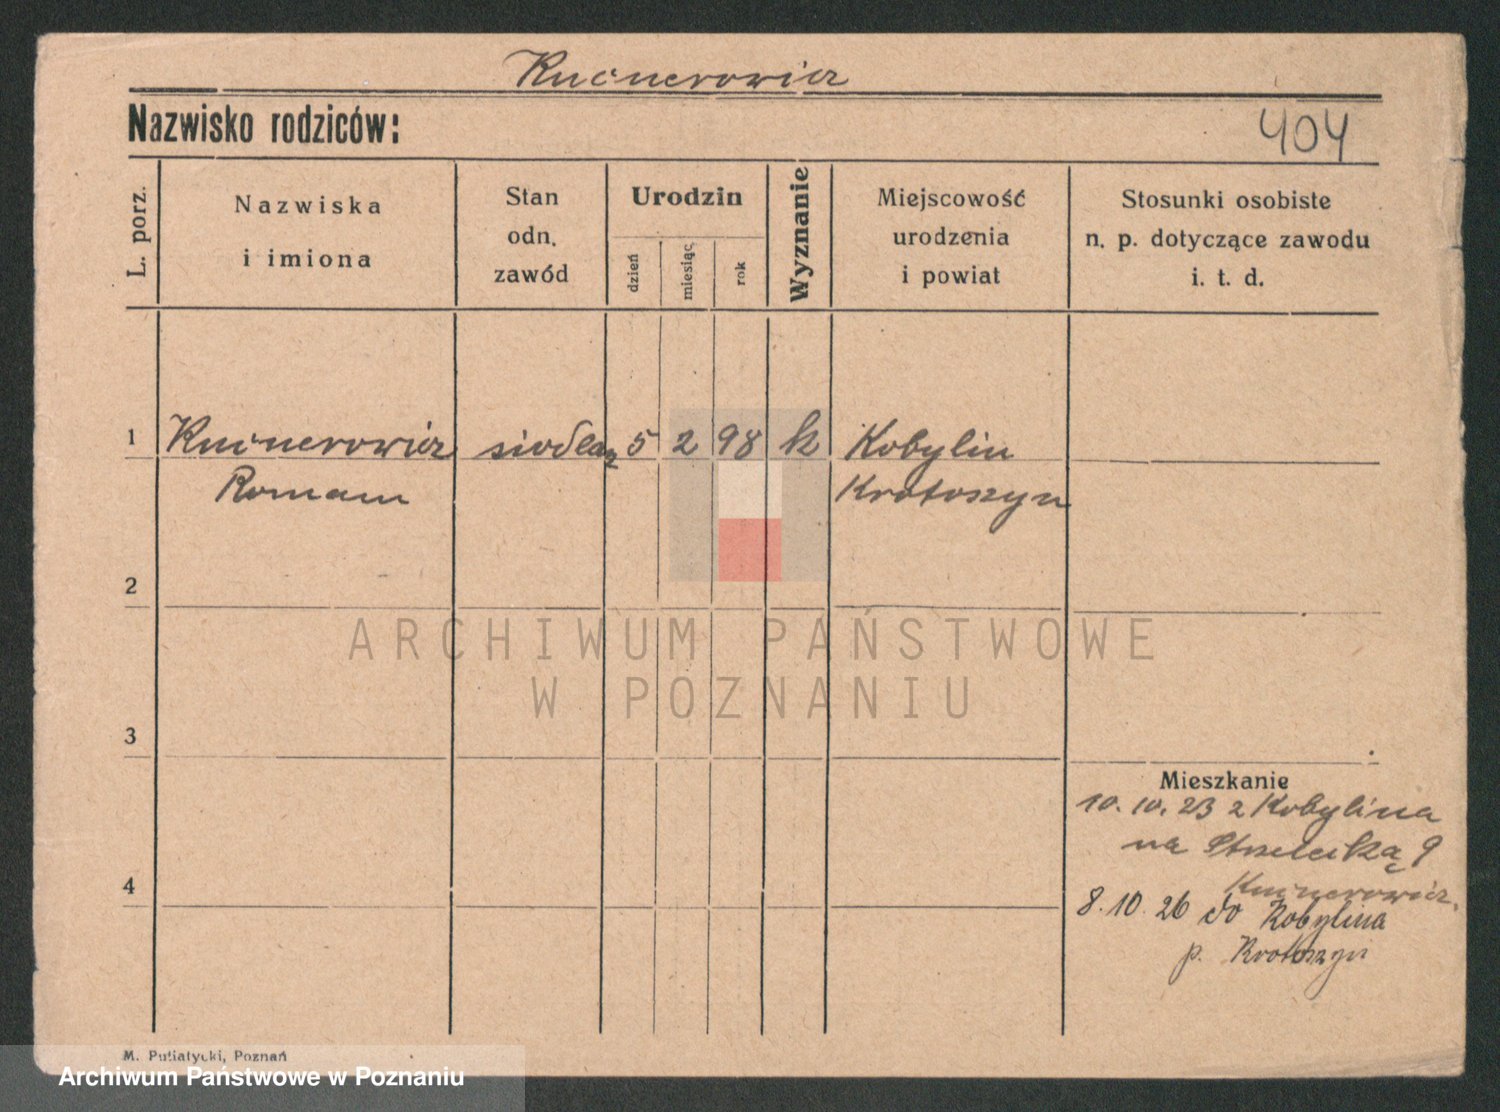 Kucnerowicz
Nazwisko rodziców:
404
L. porz.
Nazwiska
i imiona
Stan
odn.
zawód
Urodzin
dzień
miesiąc
rok
Wyznanie
Miejscowość
urodzenia
i powiat
Stosunki osobiste
n. p. dotyczące zawodu
i. t. d.
1 Kucnerowicz siodlarz 5 2 98 k Kobylin
Roman Krotoszyn
2
ARCHIWUM PAŃSTWOWE
W POZNANIU
3
Mieszkanie
10. 10. 23 z Kobylina
na Strzelecką 9
Kucnerowicz.
4
8. 10. 26 do Kobylina
p. Krotoszyn
M. Putiatycki, Poznań
Archiwum Państwowe w Poznaniu